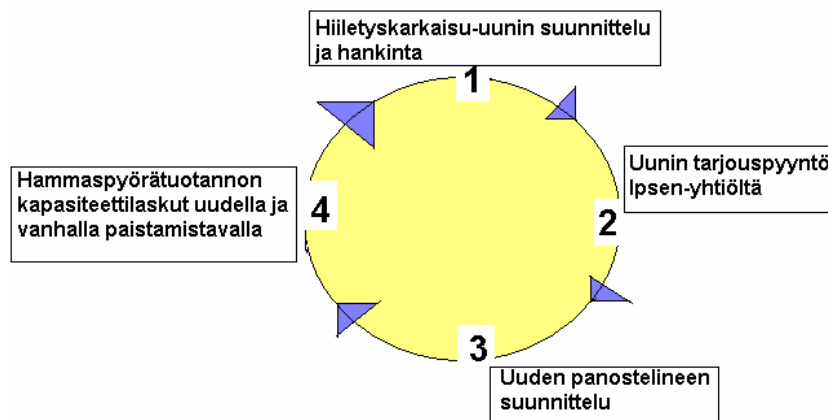 Hiiletyskarkaisu-uunin suunnittelu
ja hankinta
1
Uunin tarjouspyyntö
Ipsen-yhtiöltä
2
3
Uuden panostelineen
suunnittelu
Hammaspyörätuotannon
kapasiteettilaskut uudella ja
vanhalla paistamistavalla
4